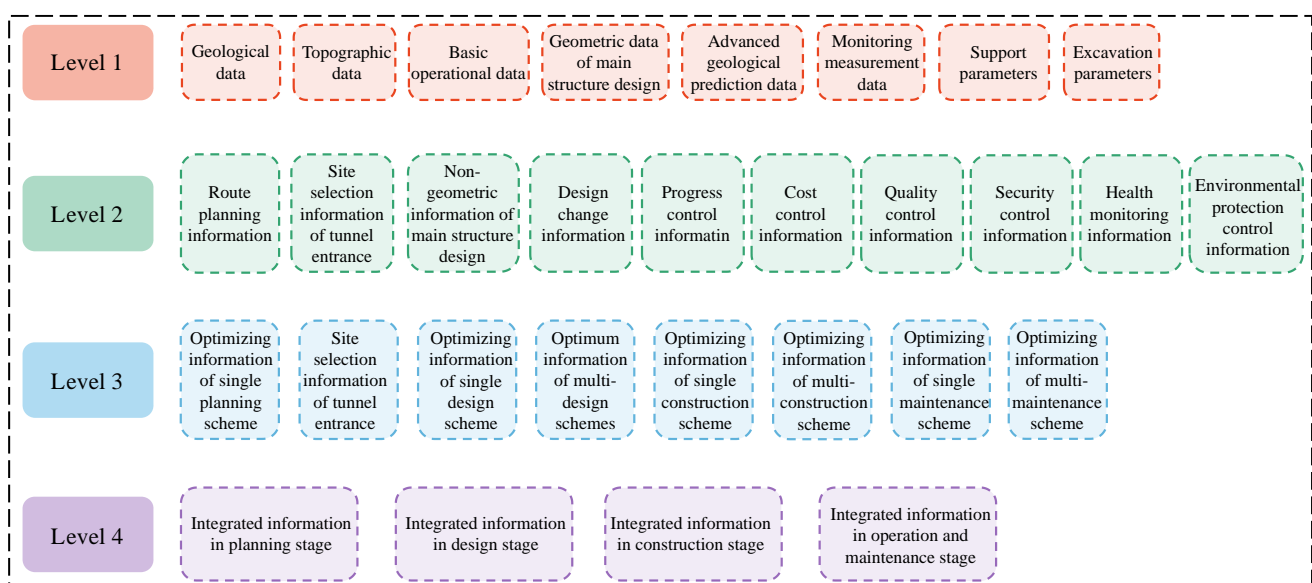 Level 1
Geological
data
Topographic
data
Basic
operational data
Geometric data
of main
structure design
Advanced
geological
prediction data
Monitoring
measurement
data
Support
parameters
Excavation
parameters
Level 2
Route
planning
information
Site
selection
information
of tunnel
entrance
Non-
geometric
information of
main structure
design
Design
change
information
Progress
control
informatin
Cost
control
information
Quality
control
information
Security
control
information
Health
monitoring
information
Environmental
protection
control
information
Level 3
Optimizing
information
of single
planning
scheme
Site
selection
information
of tunnel
entrance
Optimizing
information
of single
design
scheme
Optimum
information
of multi-
design
schemes
Optimizing
information
of single
construction
scheme
Optimizing
information
of multi-
construction
scheme
Optimizing
information
of single
maintenance
scheme
Optimizing
information
of multi-
maintenance
scheme
Level 4
Integrated information
in planning stage
Integrated information
in design stage
Integrated information
in construction stage
Integrated information
in operation and
maintenance stage